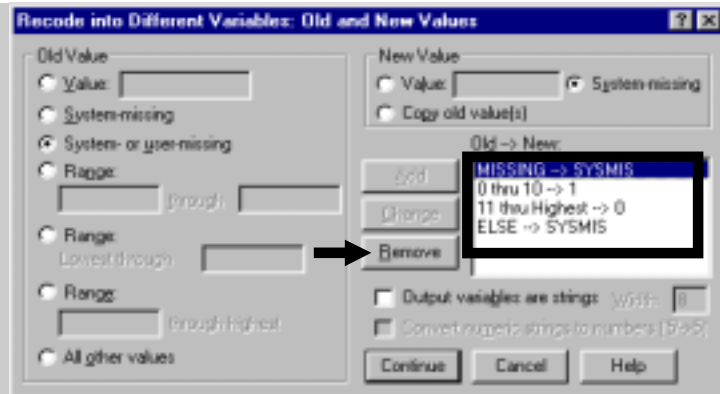 Recode into Different Variables: Old and New Values
Old Value
Value:
System-missing
System- or user-missing
Range:
through
Range:
Lowest through
Range:
through highest
All other values
New Value
Value:
System-missing
Copy old value(s)
Old --> New:
Add
Change
Remove
MISSING --> SYSMIS
0 thru 10 --> 1
11 thru Highest --> 0
ELSE --> SYSMIS
Output variables are strings
Width: 8
Convert numeric strings to numbers ('5'->5)
Continue
Cancel
Help